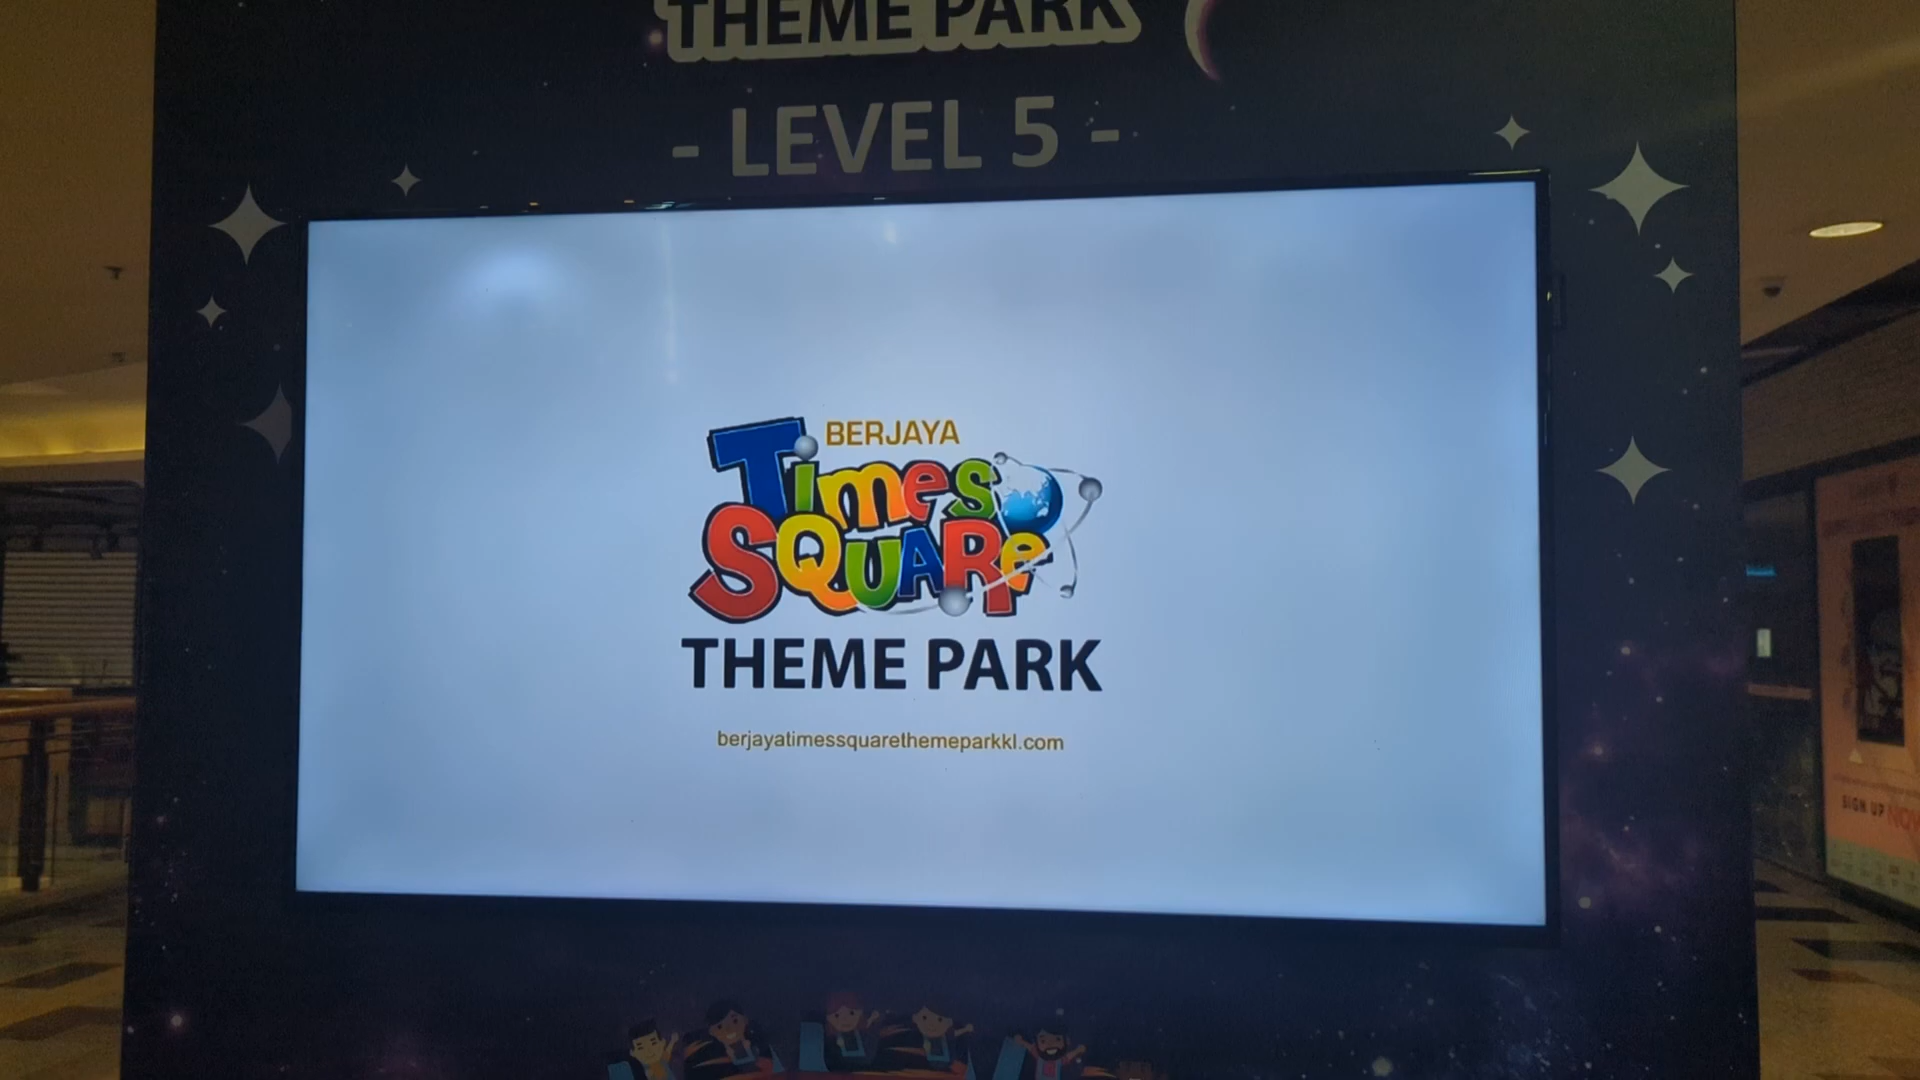 THEME PARK
- LEVEL 5 -
BERJAYA
Times
SQUARe
THEME PARK
berjayatimessquarethemeparkkl.com
SIGN UP NOW